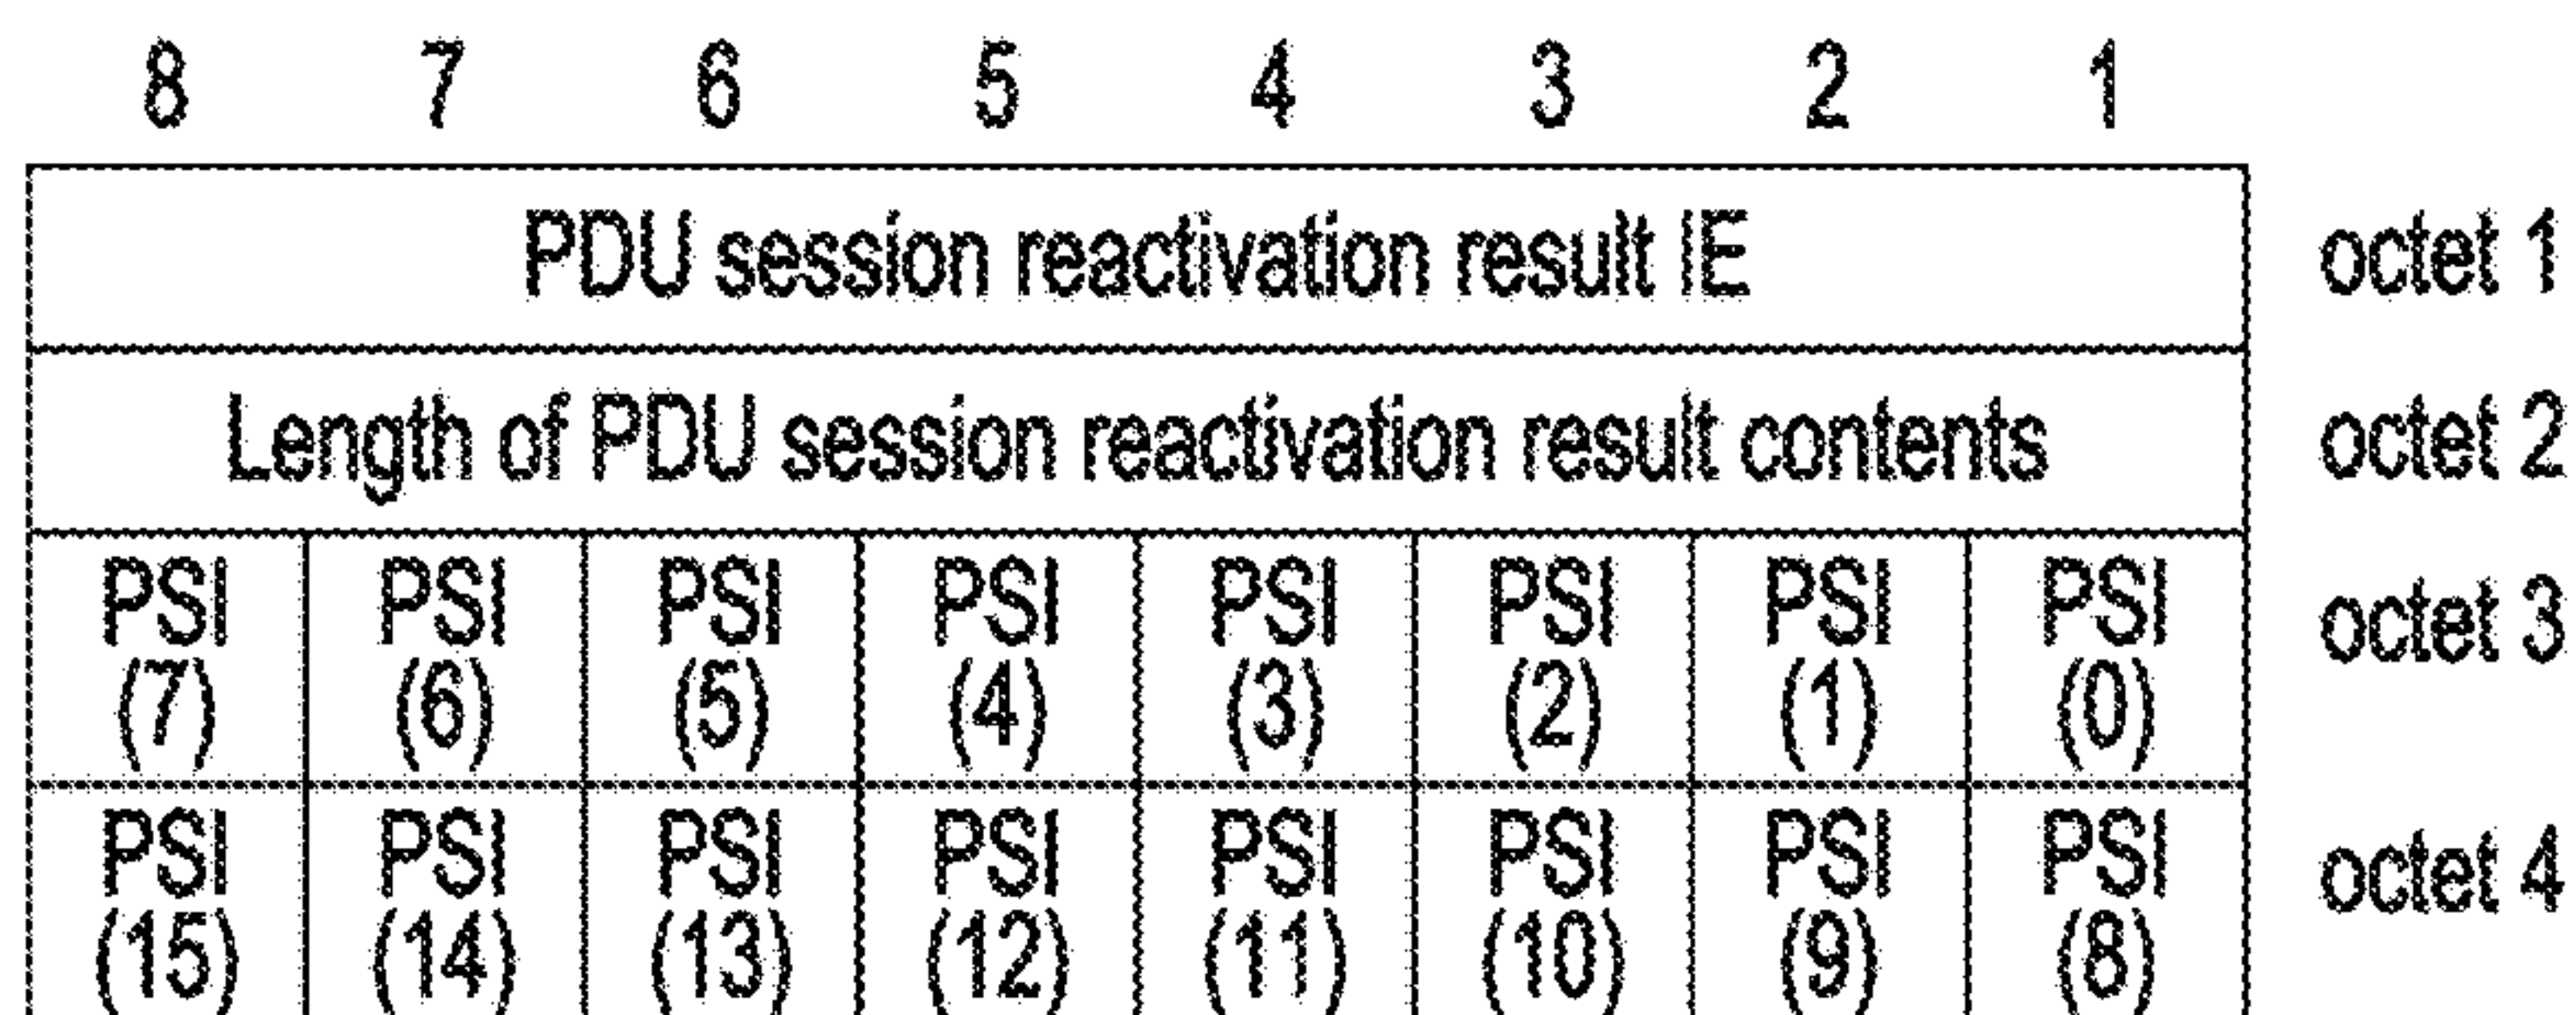 8 7 6 5 4 3 2 1
PDU session reactivation result IE octet 1
Length of PDU session reactivation result contents octet 2
PSI PSI PSI PSI PSI PSI PSI PSI octet 3
(7) (6) (5) (4) (3) (2) (1) (0)
PSI PSI PSI PSI PSI PSI PSI PSI octet 4
(15) (14) (13) (12) (11) (10) (9) (8)